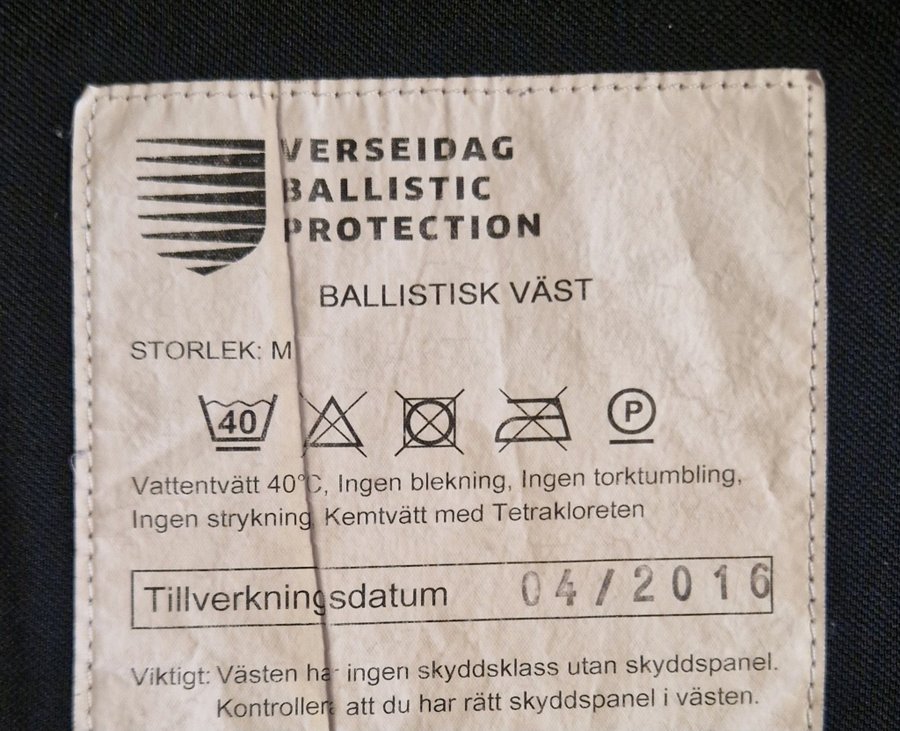 VERSEIDAG
BALLISTIC
PROTECTION
BALLISTISK VÄST
STORLEK: M
40 P
Vattentvätt 40°C, Ingen blekning, Ingen torktumbling,
Ingen strykning, Kemtvätt med Tetrakloreten
Tillverkningsdatum 04/2016
Viktigt: Västen har ingen skyddsklass utan skyddspanel.
Kontrollera att du har rätt skyddspanel i västen.